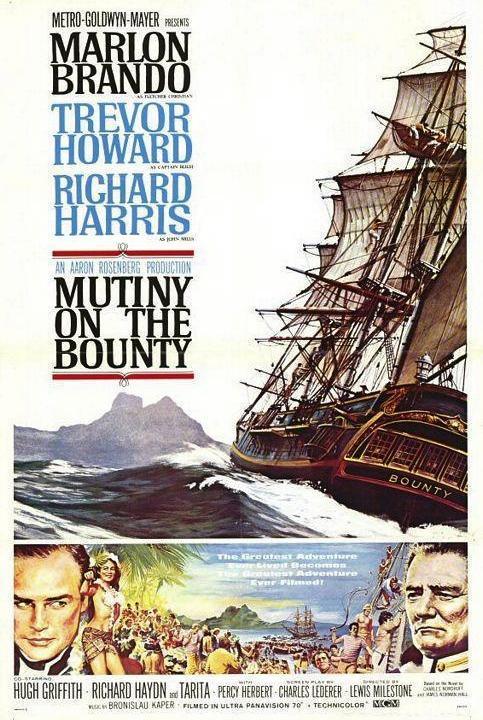 METRO-GOLDWYN-MAYER PRESENTS
MARLON
BRANDO
AS FLETCHER CHRISTIAN
TREVOR
HOWARD
AS CAPTAIN BLIGH
RICHARD
HARRIS
AS JOHN MILLS
AN AARON ROSENBERG PRODUCTION
MUTINY
ON THE
BOUNTY
BOUNTY
The Greatest Adventure
Ever Lived Becomes
The Greatest Adventure
Ever Filmed!
CO-STARRING
HUGH GRIFFITH • RICHARD HAYDN and TARITA • WITH PERCY HERBERT • SCREEN PLAY BY CHARLES LEDERER • DIRECTED BY LEWIS MILESTONE
Based on the Novel by
CHARLES NORDHOFF
and JAMES NORMAN HALL
MUSIC BY BRONISLAU KAPER • FILMED IN ULTRA PANAVISION 70 • TECHNICOLOR MGM